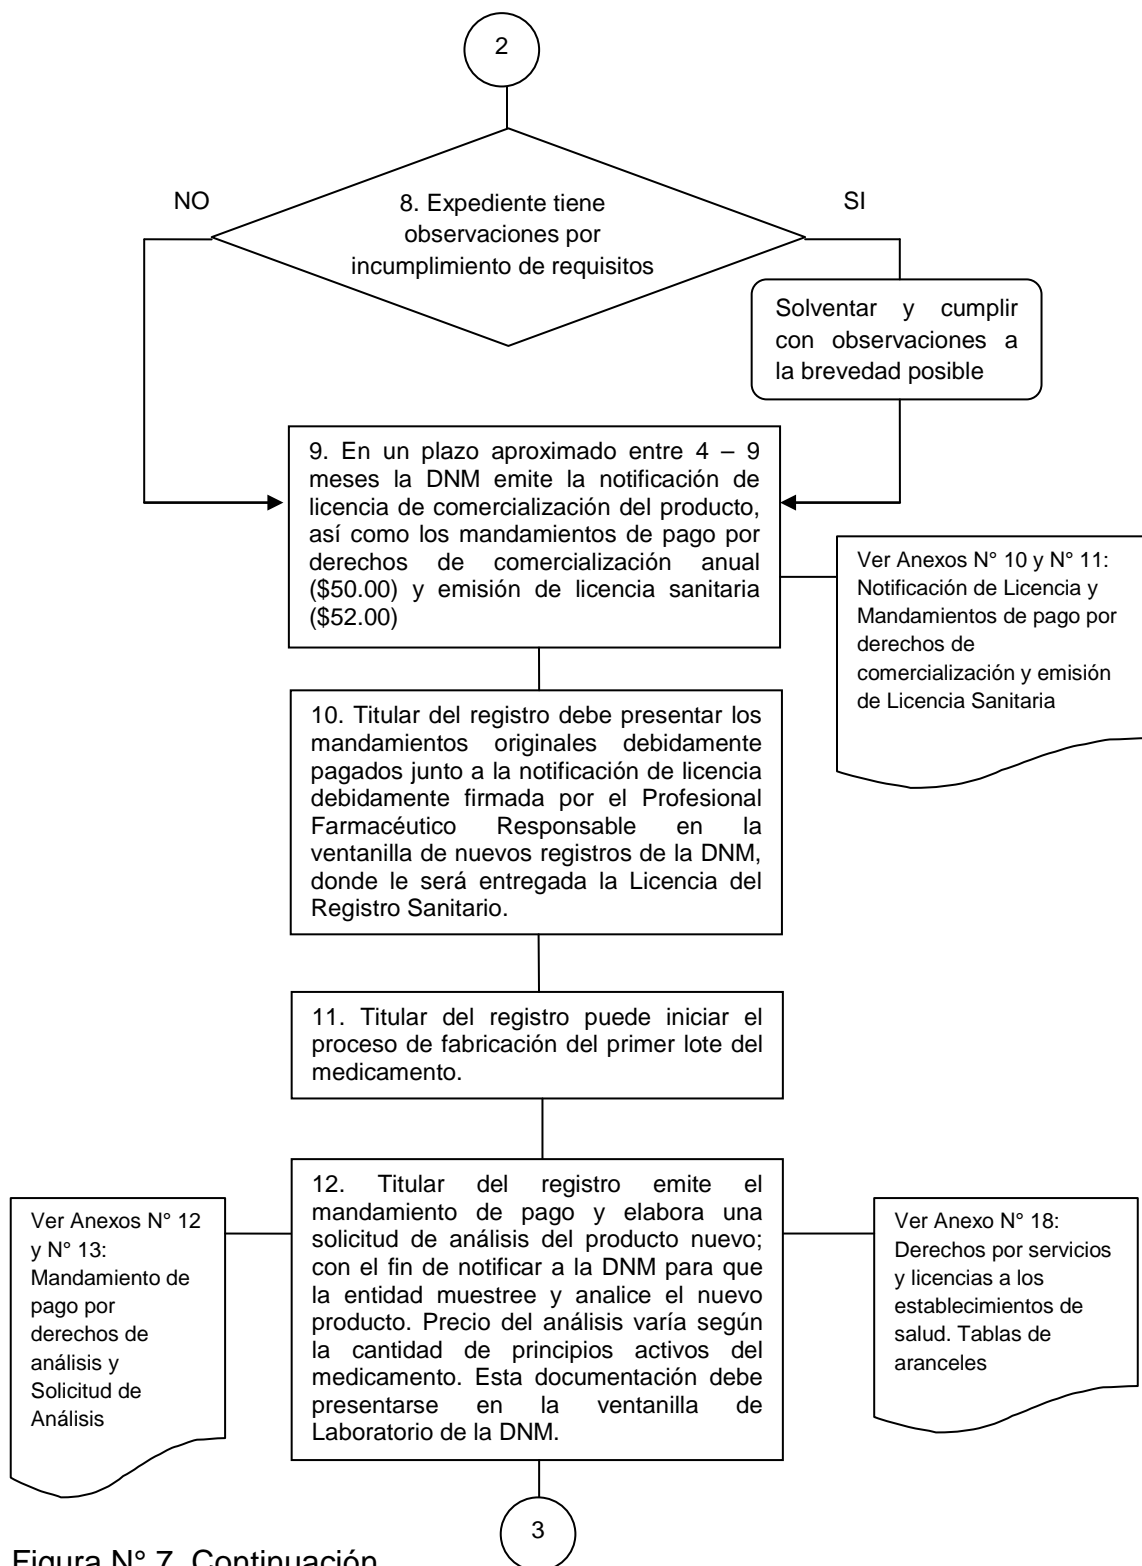 2
NO
SI
8. Expediente tiene
observaciones por
incumplimiento de requisitos
Solventar y cumplir
con observaciones a
la brevedad posible
9. En un plazo aproximado entre 4 – 9
meses la DNM emite la notificación de
licencia de comercialización del producto,
así como los mandamientos de pago por
derechos de comercialización anual
($50.00) y emisión de licencia sanitaria
($52.00)
Ver Anexos N° 10 y N° 11:
Notificación de Licencia y
Mandamientos de pago por
derechos de
comercialización y emisión
de Licencia Sanitaria
10. Titular del registro debe presentar los
mandamientos originales debidamente
pagados junto a la notificación de licencia
debidamente firmada por el Profesional
Farmacéutico Responsable en la
ventanilla de nuevos registros de la DNM,
donde le será entregada la Licencia del
Registro Sanitario.
11. Titular del registro puede iniciar el
proceso de fabricación del primer lote del
medicamento.
Ver Anexos N° 12
y N° 13:
Mandamiento de
pago por
derechos de
análisis y
Solicitud de
Análisis
12. Titular del registro emite el
mandamiento de pago y elabora una
solicitud de análisis del producto nuevo;
con el fin de notificar a la DNM para que
la entidad muestree y analice el nuevo
producto. Precio del análisis varía según
la cantidad de principios activos del
medicamento. Esta documentación debe
presentarse en la ventanilla de
Laboratorio de la DNM.
Ver Anexo N° 18:
Derechos por servicios
y licencias a los
establecimientos de
salud. Tablas de
aranceles
3
Figura N° 7. Continuación